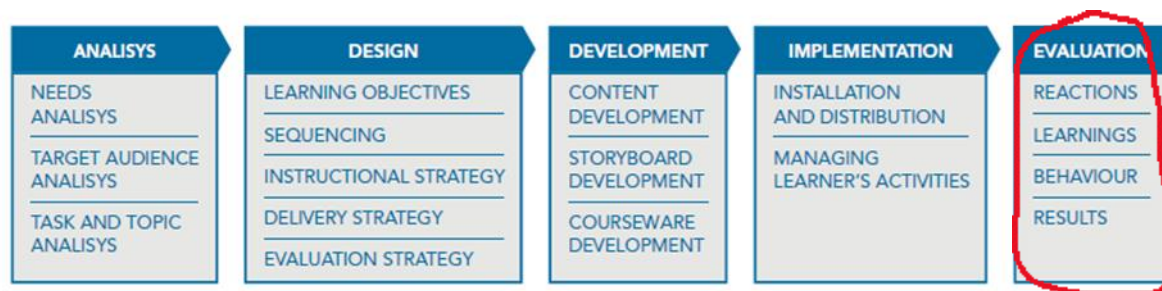 ANALISYS
NEEDS
ANALISYS
TARGET AUDIENCE
ANALISYS
TASK AND TOPIC
ANALISYS
DESIGN
LEARNING OBJECTIVES
SEQUENCING
INSTRUCTIONAL STRATEGY
DELIVERY STRATEGY
EVALUATION STRATEGY
DEVELOPMENT
CONTENT
DEVELOPMENT
STORYBOARD
DEVELOPMENT
COURSEWARE
DEVELOPMENT
IMPLEMENTATION
INSTALLATION
AND DISTRIBUTION
MANAGING
LEARNER'S ACTIVITIES
EVALUATION
REACTIONS
LEARNINGS
BEHAVIOUR
RESULTS